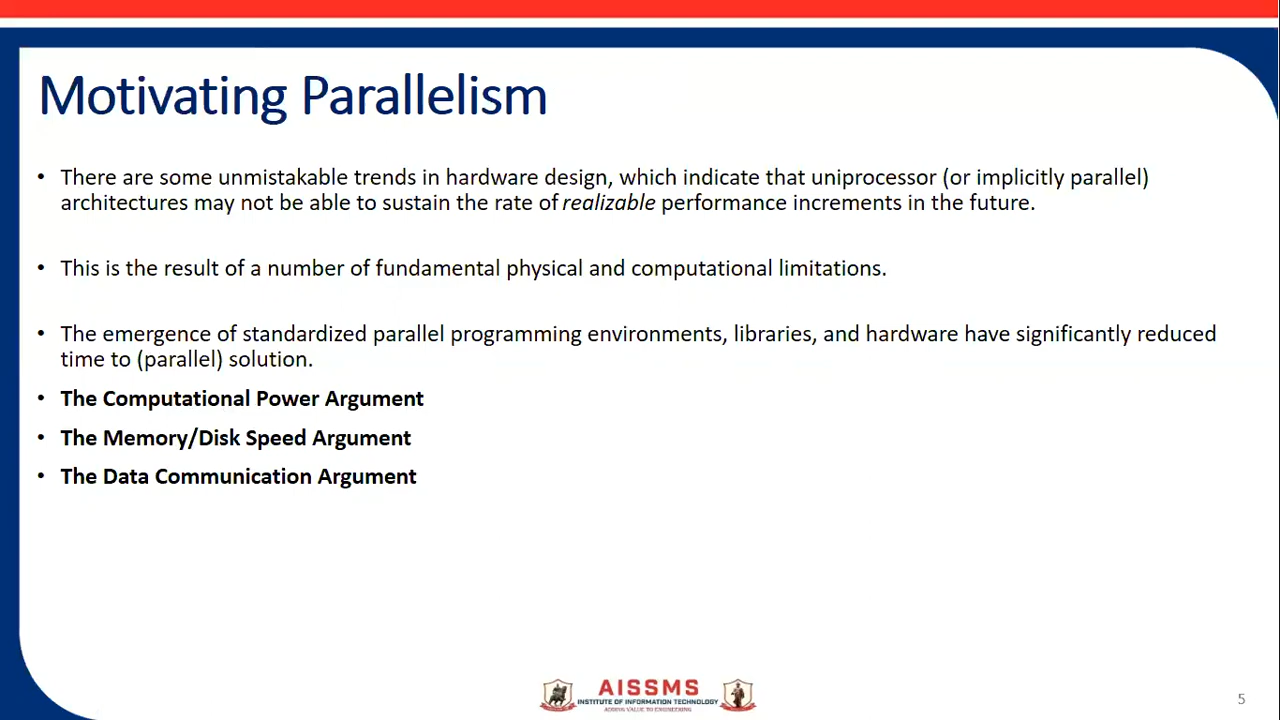 Motivating Parallelism
• There are some unmistakable trends in hardware design, which indicate that uniprocessor (or implicitly parallel)
architectures may not be able to sustain the rate of realizable performance increments in the future.
• This is the result of a number of fundamental physical and computational limitations.
• The emergence of standardized parallel programming environments, libraries, and hardware have significantly reduced
time to (parallel) solution.
• The Computational Power Argument
• The Memory/Disk Speed Argument
• The Data Communication Argument
AISSMS
INSTITUTE OF INFORMATION TECHNOLOGY
ADDING VALUE TO ENGINEERING
5